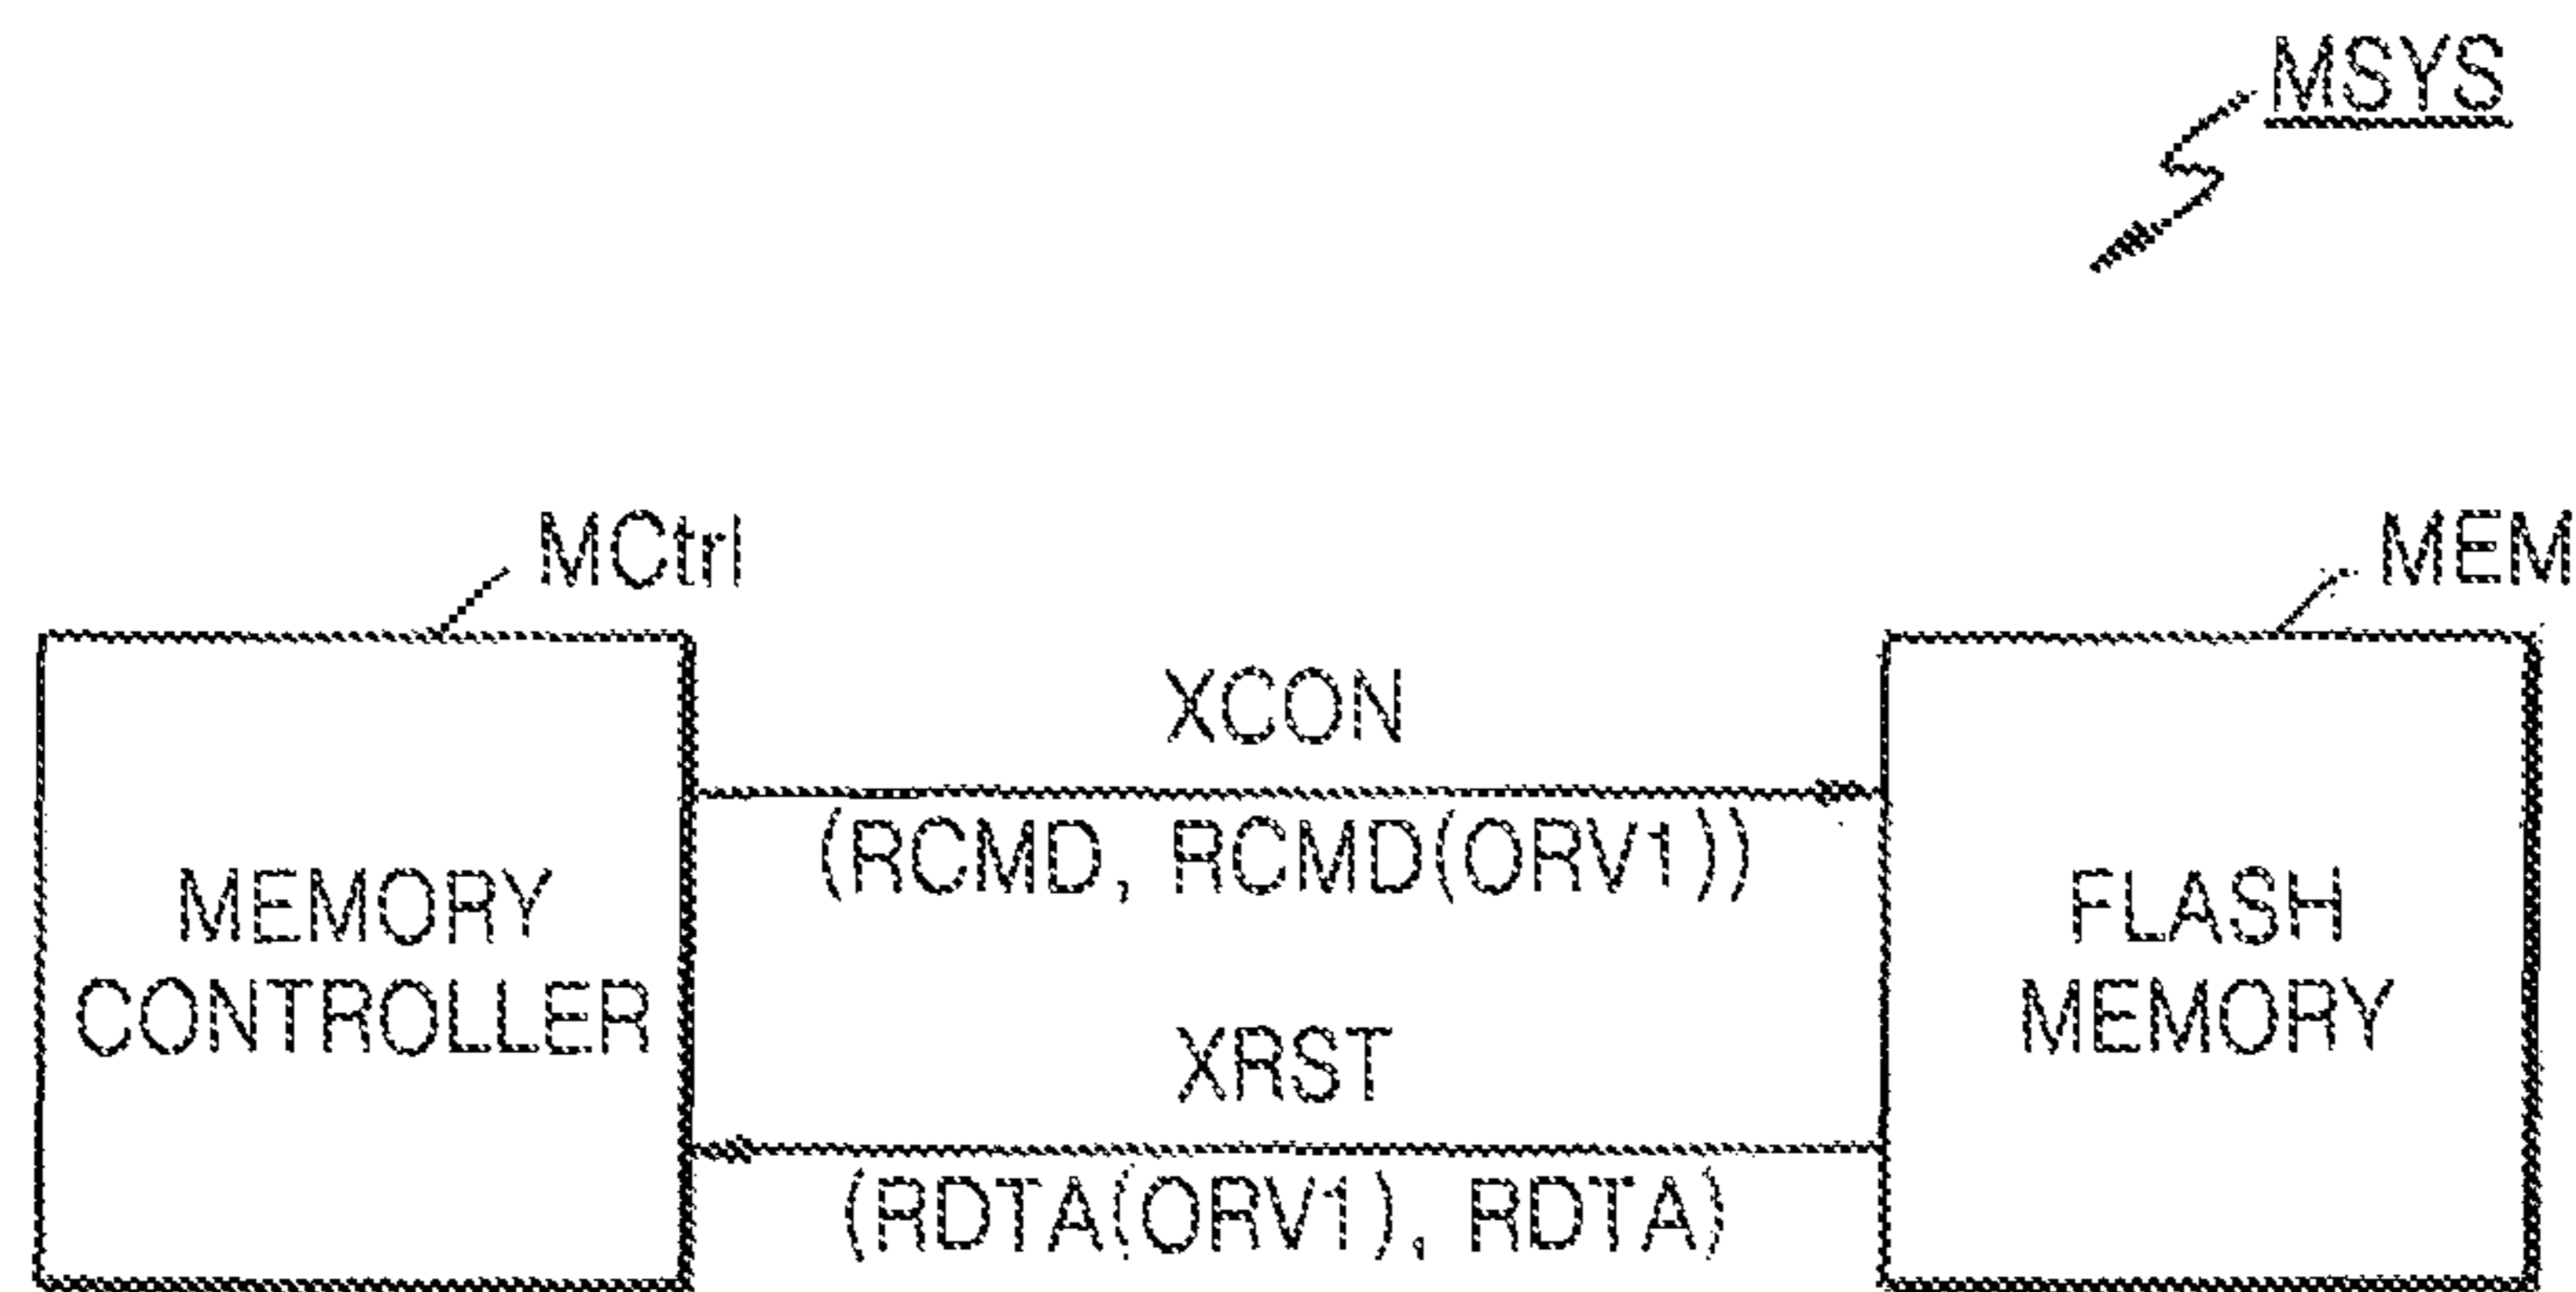 MSYS
MCtrl
MEM
XCON
(RCMD, RCMD(ORV1))
MEMORY
CONTROLLER
FLASH
MEMORY
XRST
(RDTA(ORV1), RDTA)